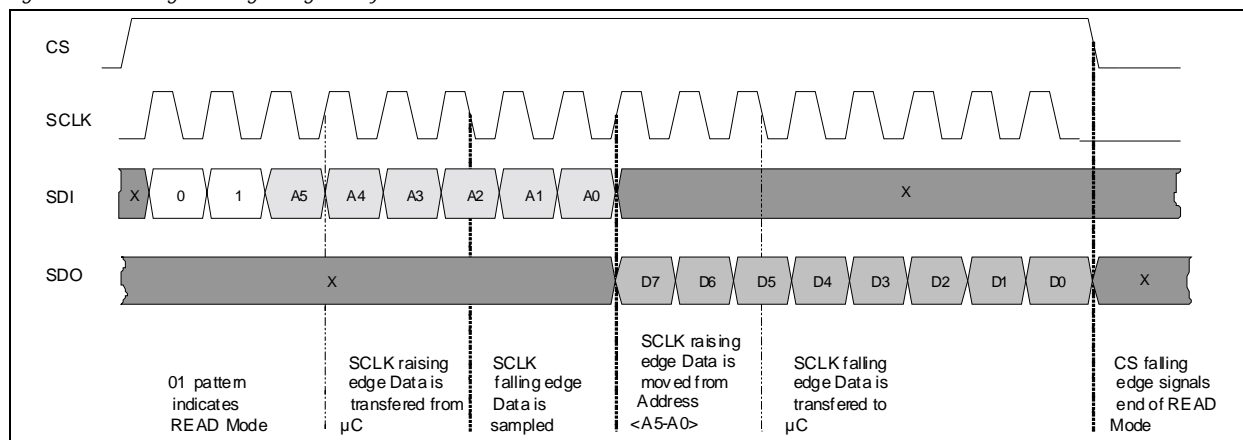 CS
SCLK
SDI
X
0
1
A5
A4
A3
A2
A1
A0
X
SDO
X
D7
D6
D5
D4
D3
D2
D1
D0
X
01 pattern
indicates
READ Mode
SCLK raising
edge Data is
transfered from
µC
SCLK
falling edge
Data is
sampled
SCLK raising
edge Data is
moved from
Address
<A5-A0>
SCLK falling
edge Data is
transfered to
µC
CS falling
edge signals
end of READ
Mode